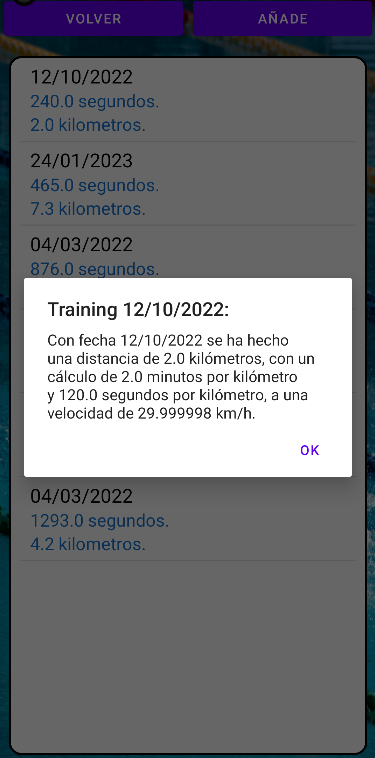 VOLVER
AÑADE
12/10/2022
240.0 segundos.
2.0 kilometros.
24/01/2023
465.0 segundos.
7.3 kilometros.
04/03/2022
876.0 segundos.
Training 12/10/2022:
Con fecha 12/10/2022 se ha hecho
una distancia de 2.0 kilómetros, con un
cálculo de 2.0 minutos por kilómetro
y 120.0 segundos por kilómetro, a una
velocidad de 29.999998 km/h.
OK
04/03/2022
1293.0 segundos.
4.2 kilometros.